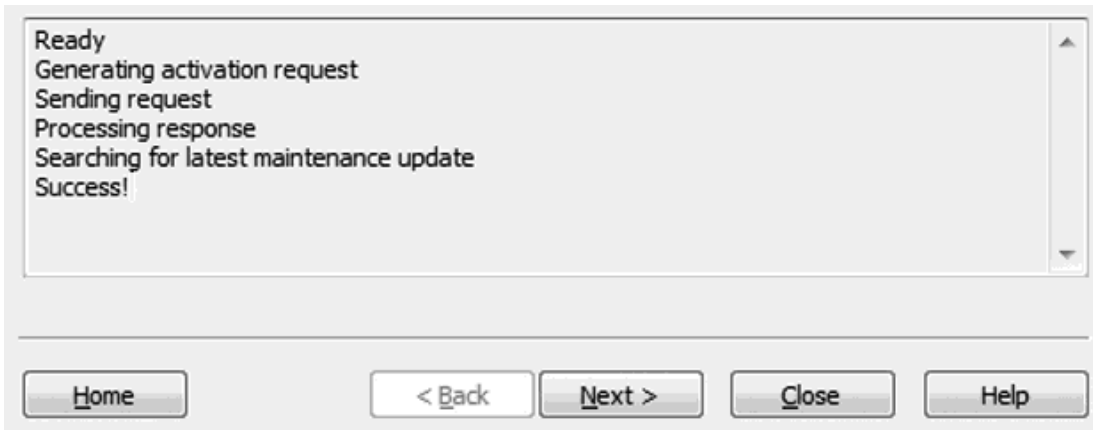 Ready
Generating activation request
Sending request
Processing response
Searching for latest maintenance update
Success!
Home
< Back
Next >
Close
Help